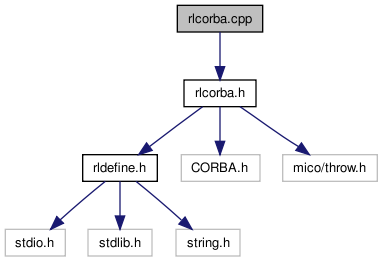 rlcorba.cpp
rlcorba.h
rldefine.h
CORBA.h
mico/throw.h
stdio.h
stdlib.h
string.h